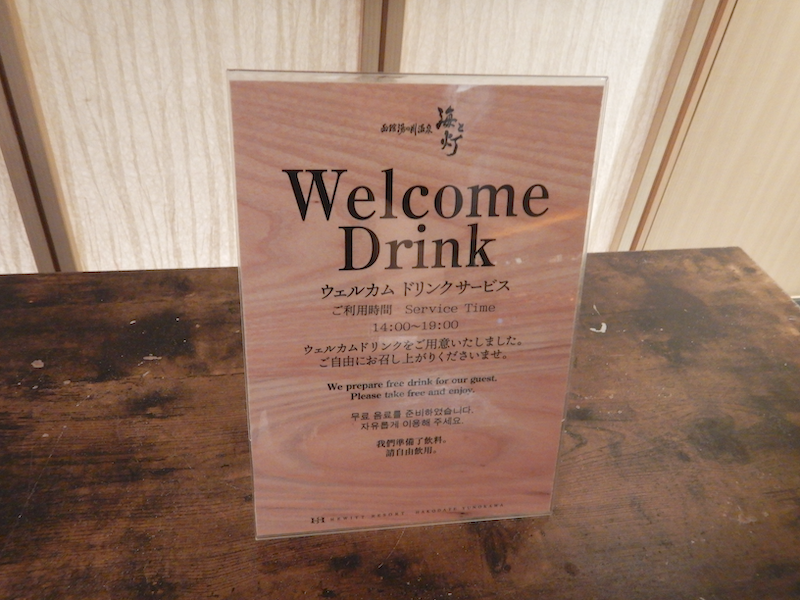 函館湯の川温泉 海と灯
Welcome
Drink
ウェルカム ドリンクサービス
ご利用時間 Service Time
14:00~19:00
ウェルカムドリンクをご用意いたしました。
ご自由にお召し上がりくださいませ。
We prepare free drink for our guest.
Please take free and enjoy.
무료 음료를 준비하였습니다.
자유롭게 이용해 주세요.
我們準備了飲料。
請自由飲用。
HEWITT RESORT HAKODATE YUNOKAWA